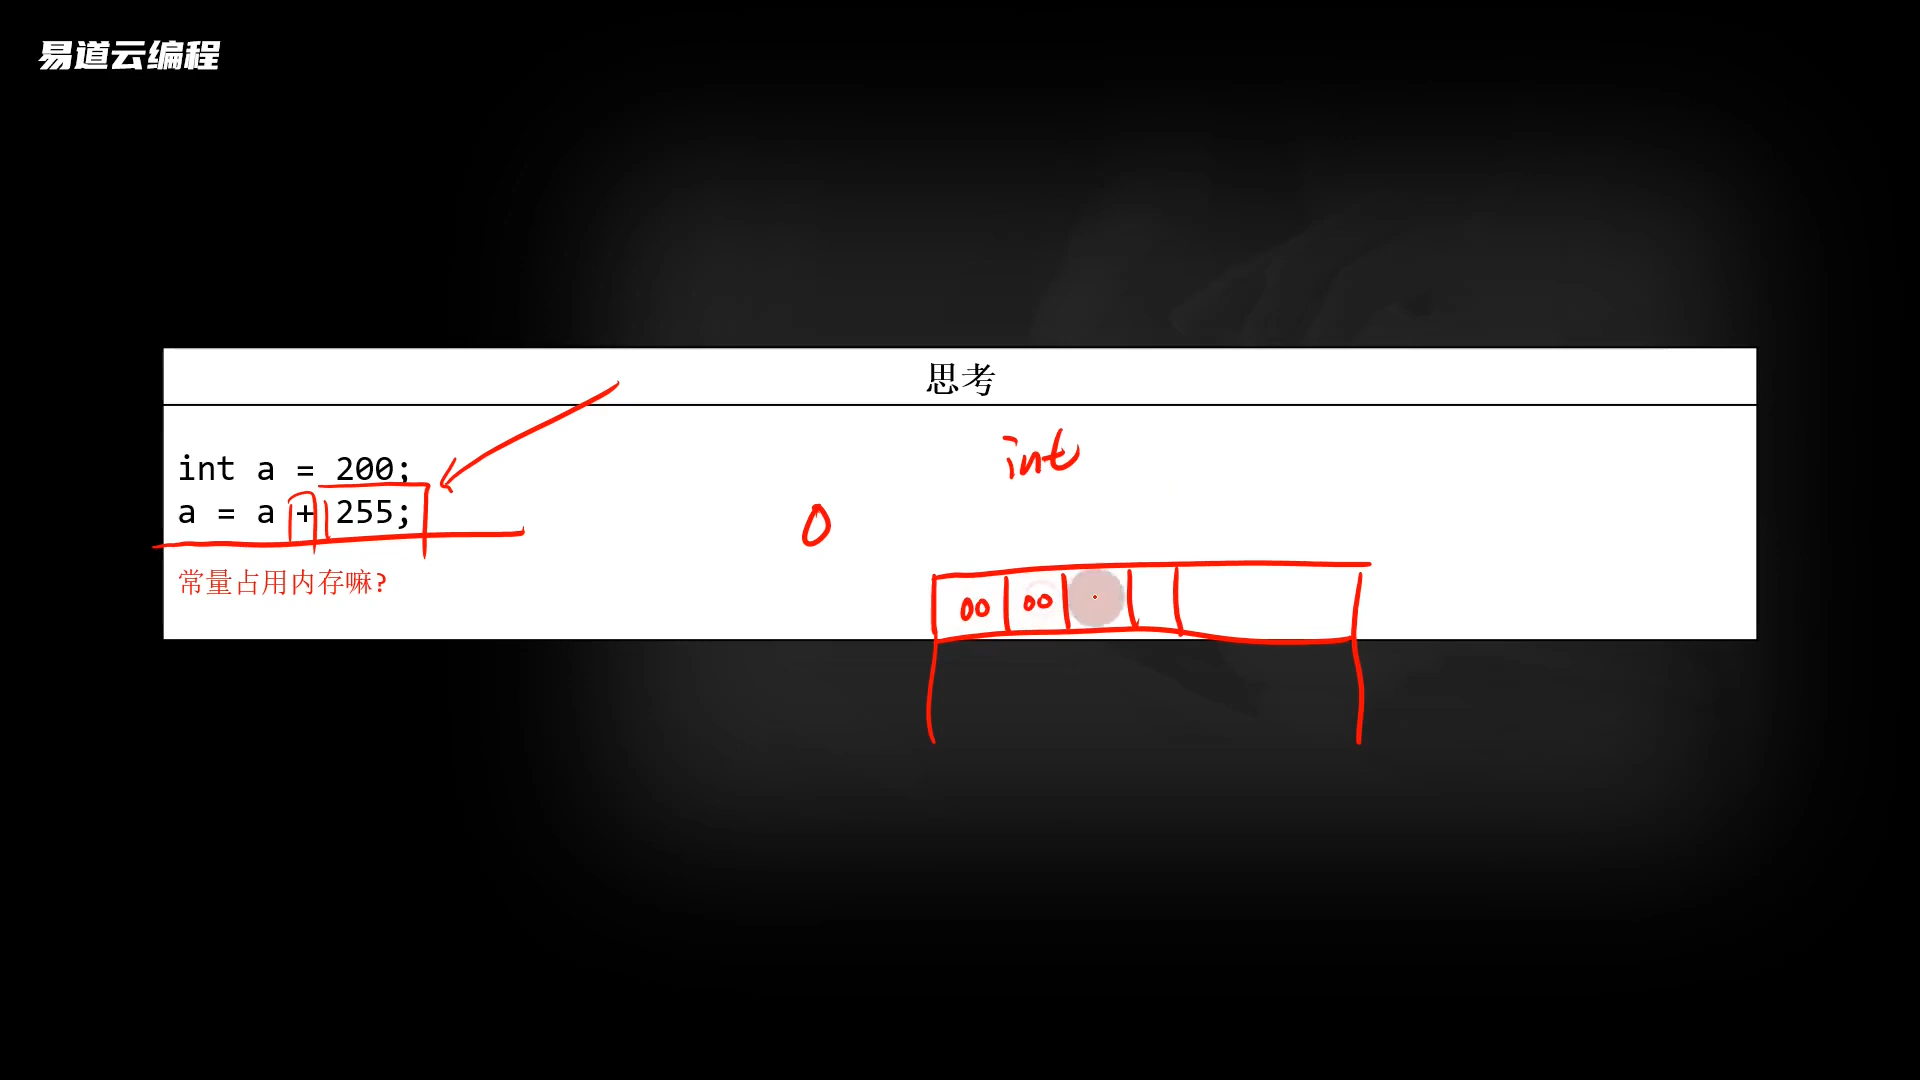 易道云编程
思考
int
int a = 200;
a = a + 255;
0
常量占用内存嘛?
00 00